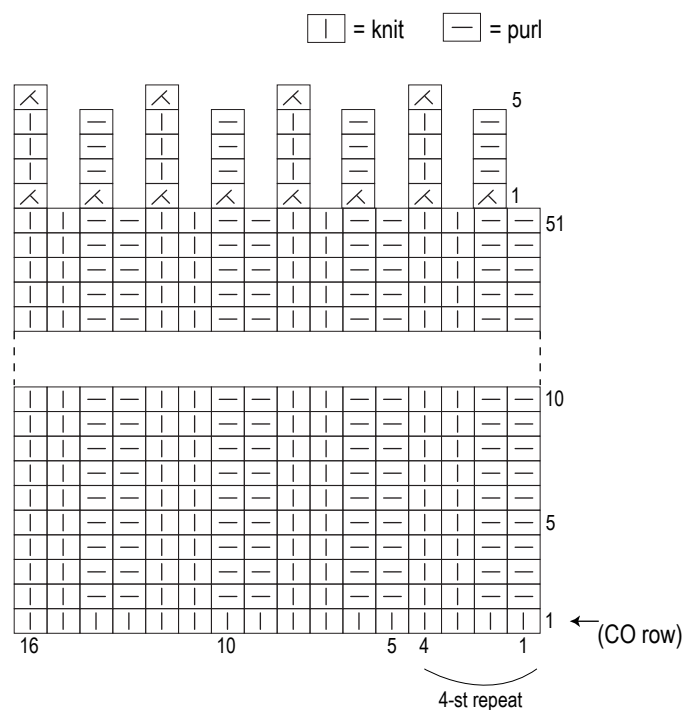 = knit = purl
5
1
51
10
5
1 (CO row)
16 10 5 4 1
4-st repeat